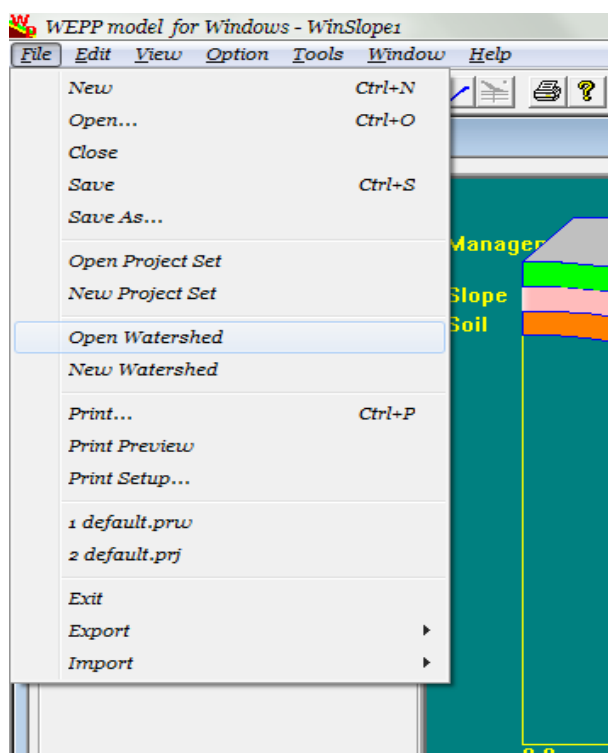 WEPP model for Windows - WinSlope1
File Edit View Option Tools Window Help
New Ctrl+N
Open... Ctrl+O
Close
Save Ctrl+S
Save As...
Open Project Set
New Project Set
Open Watershed
New Watershed
Print... Ctrl+P
Print Preview
Print Setup...
1 default.prw
2 default.prj
Exit
Export
Import
Manager
Slope
Soil